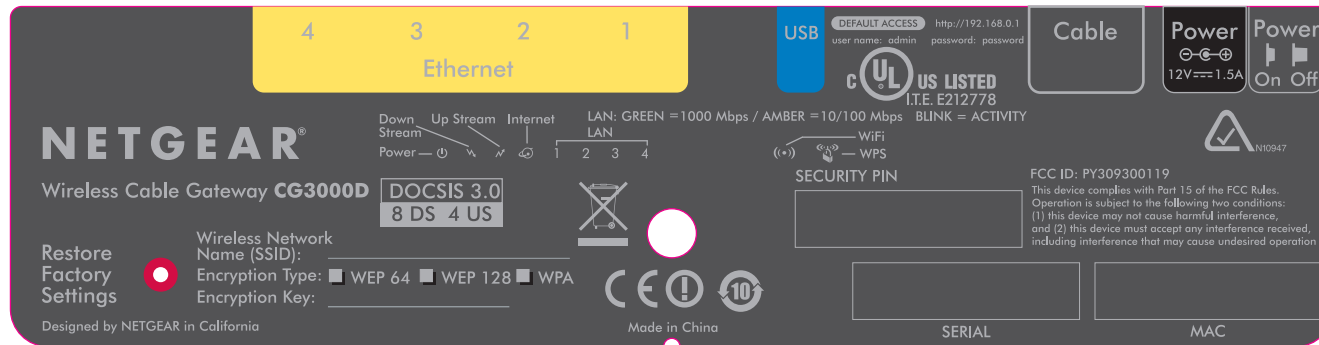 4 3 2 1
Ethernet
USB
DEFAULT ACCESS http://192.168.0.1
user name: admin password: password
C UL® US LISTED
I.T.E. E212778
Cable
Power
12V⎓1.5A
Power
On Off
LAN: GREEN =1000 Mbps / AMBER =10/100 Mbps BLINK = ACTIVITY
NETGEAR®
Down Stream
Up Stream
Internet
LAN
Power
1 2 3 4
WiFi
WPS
N10947
Wireless Cable Gateway CG3000D
DOCSIS 3.0
8 DS 4 US
SECURITY PIN
FCC ID: PY309300119
This device complies with Part 15 of the FCC Rules.
Operation is subject to the following two conditions:
(1) this device may not cause harmful interference,
and (2) this device must accept any interference received,
including interference that may cause undesired operation
Restore
Factory
Settings
Wireless Network
Name (SSID):
Encryption Type: WEP 64 WEP 128 WPA
Encryption Key:
CE
10
Designed by NETGEAR in California
Made in China
SERIAL
MAC